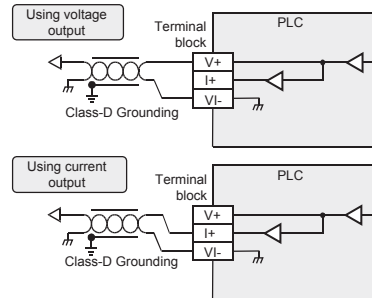 Using voltage
output
Terminal
block
PLC
V+
I+
VI-
Class-D Grounding
Using current
output
Terminal
block
PLC
V+
I+
VI-
Class-D Grounding